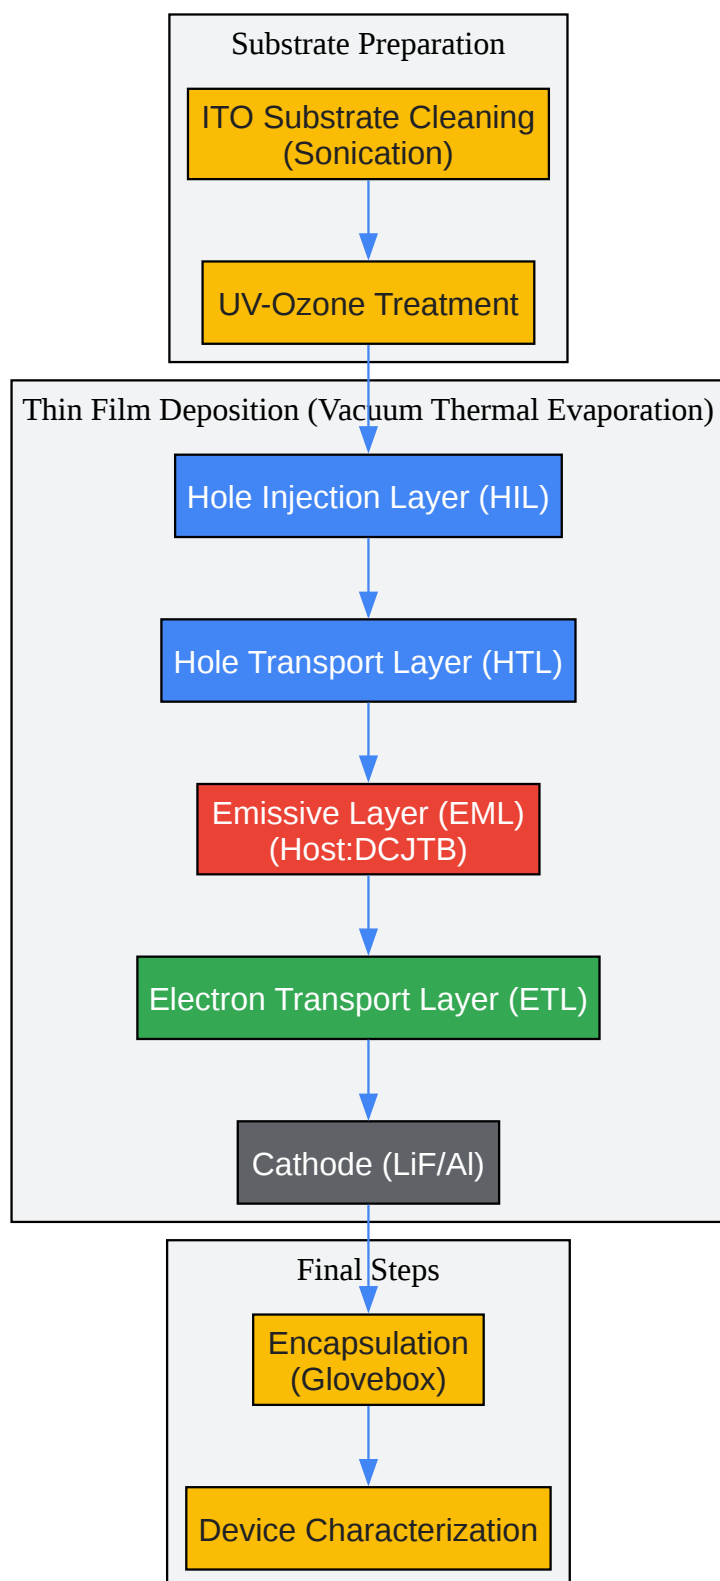 Substrate Preparation
ITO Substrate Cleaning
(Sonication)
UV-Ozone Treatment
Thin Film Deposition (Vacuum Thermal Evaporation)
Hole Injection Layer (HIL)
Hole Transport Layer (HTL)
Emissive Layer (EML)
(Host:DCJTB)
Electron Transport Layer (ETL)
Cathode (LiF/Al)
Final Steps
Encapsulation
(Glovebox)
Device Characterization